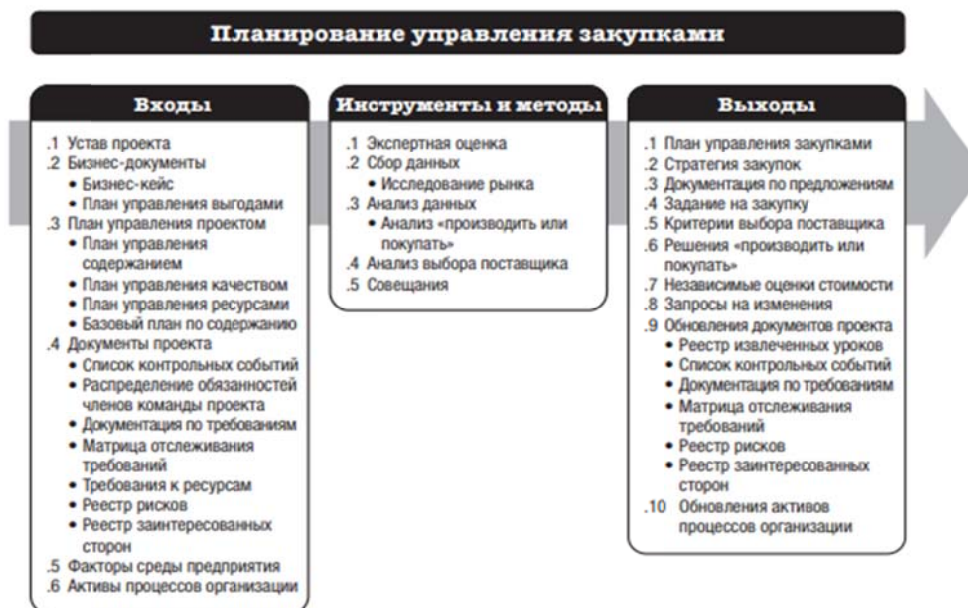 Планирование управления закупками
Входы
.1 Устав проекта
.2 Бизнес-документы
• Бизнес-кейс
• План управления выгодами
.3 План управления проектом
• План управления
содержанием
• План управления качеством
• План управления ресурсами
• Базовый план по содержанию
.4 Документы проекта
• Список контрольных событий
• Распределение обязанностей
членов команды проекта
• Документация по требованиям
• Матрица отслеживания
требований
• Требования к ресурсам
• Реестр рисков
• Реестр заинтересованных
сторон
.5 Факторы среды предприятия
.6 Активы процессов организации
Инструменты и методы
.1 Экспертная оценка
.2 Сбор данных
• Исследование рынка
.3 Анализ данных
• Анализ «производить или
покупать»
.4 Анализ выбора поставщика
.5 Совещания
Выходы
.1 План управления закупками
.2 Стратегия закупок
.3 Документация по предложениям
.4 Задание на закупку
.5 Критерии выбора поставщика
.6 Решения «производить или
покупать»
.7 Независимые оценки стоимости
.8 Запросы на изменения
.9 Обновления документов проекта
• Реестр извлеченных уроков
• Список контрольных событий
• Документация по требованиям
• Матрица отслеживания
требований
• Реестр рисков
• Реестр заинтересованных
сторон
.10 Обновления активов
процессов организации